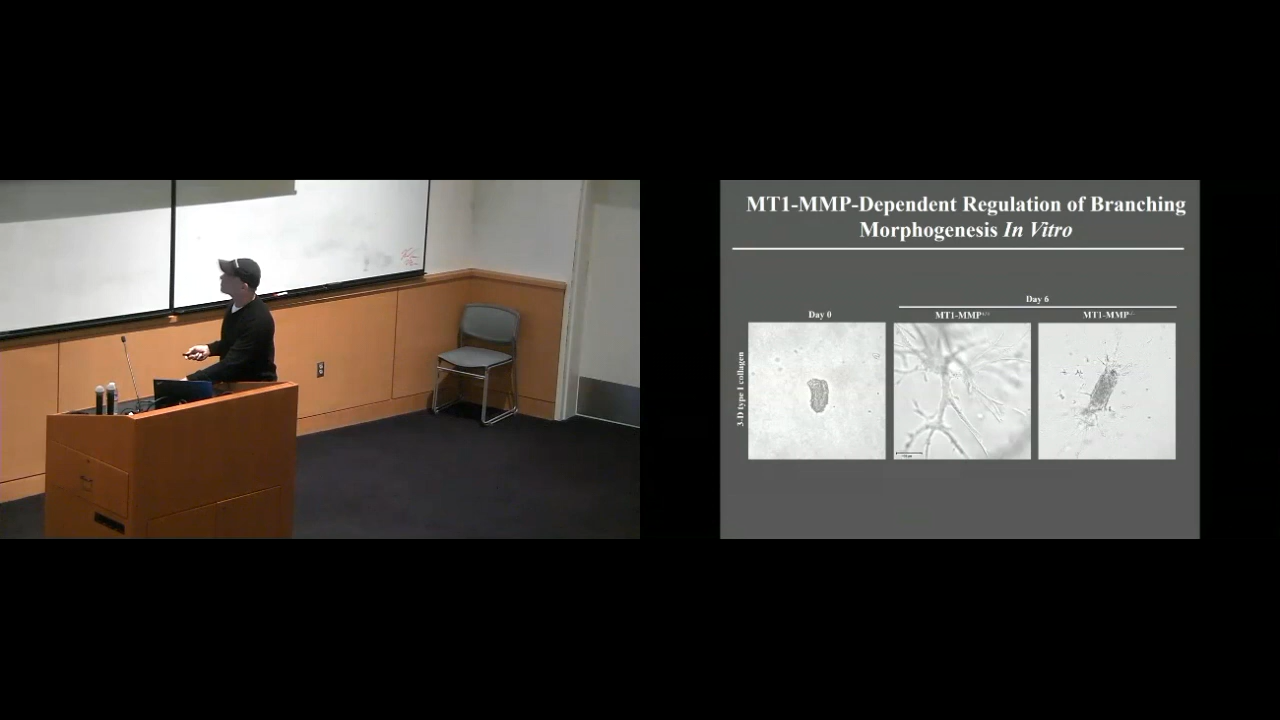 MT1-MMP-Dependent Regulation of Branching
Morphogenesis In Vitro
Day 6
Day 0
MT1-MMP+/+
MT1-MMP-/-
3-D type I collagen